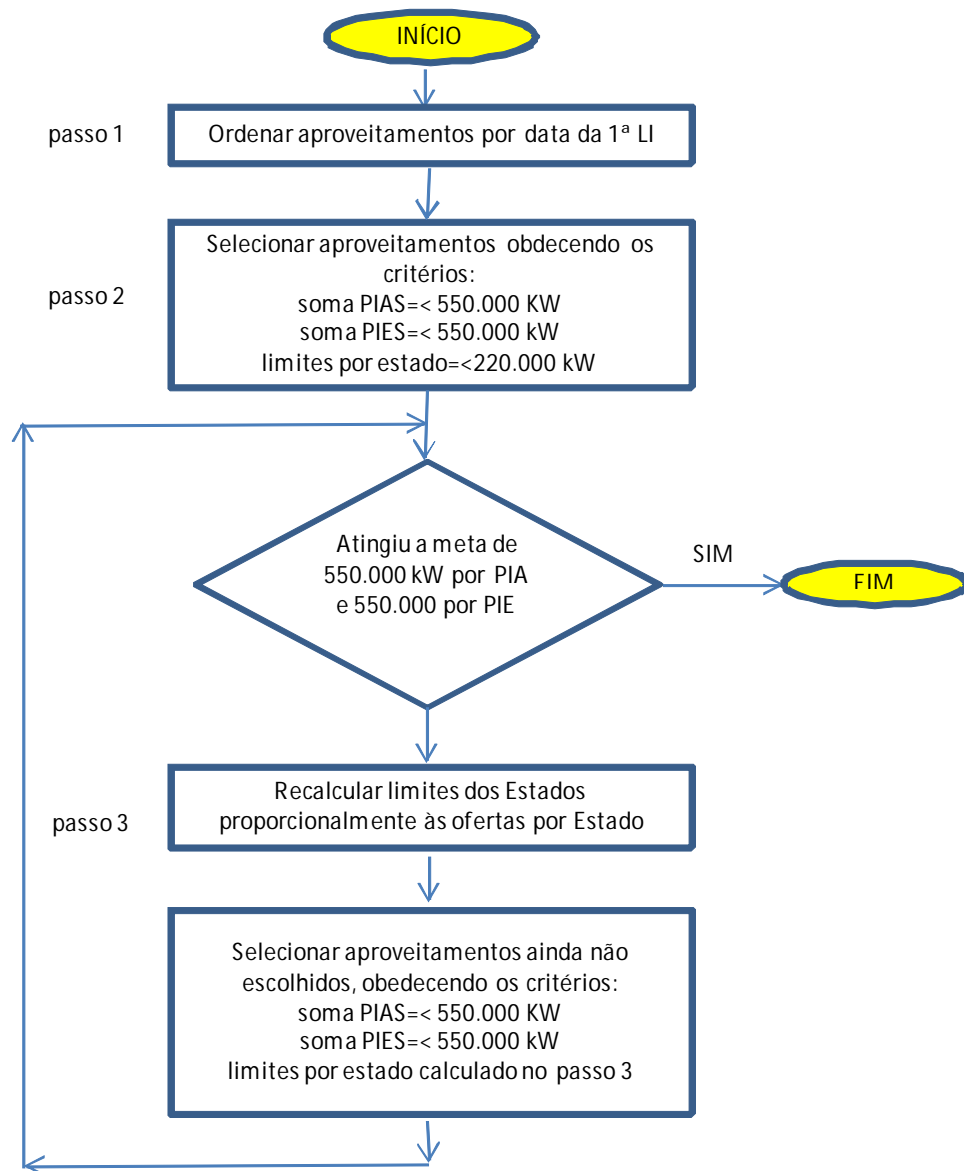 INÍCIO
passo 1
Ordenar aproveitamentos por data da 1ª LI
passo 2
Selecionar aproveitamentos obdecendo os
critérios:
soma PIAS=< 550.000 KW
soma PIES=< 550.000 kW
limites por estado=<220.000 kW
Atingiu a meta de
550.000 kW por PIA
e 550.000 por PIE
SIM
FIM
passo 3
Recalcular limites dos Estados
proporcionalmente às ofertas por Estado
Selecionar aproveitamentos ainda não
escolhidos, obedecendo os critérios:
soma PIAS=< 550.000 KW
soma PIES=< 550.000 kW
limites por estado calculado no passo 3